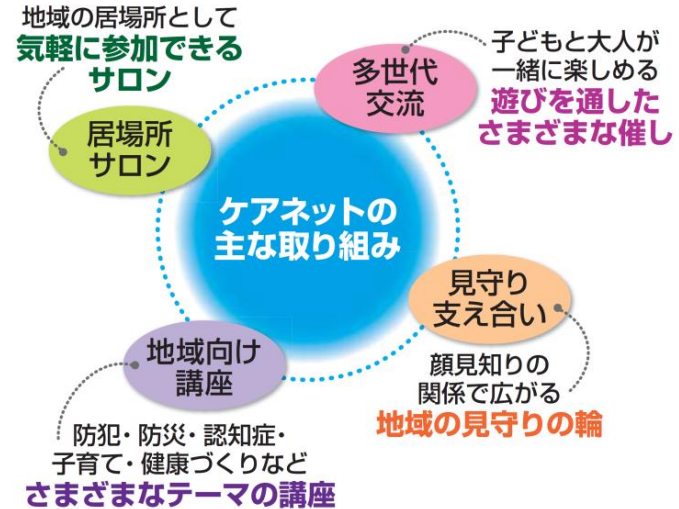 地域の居場所として
気軽に参加できる
サロン
居場所
サロン
多世代
交流
子どもと大人が
一緒に楽しめる
遊びを通した
さまざまな催し
ケアネットの
主な取り組み
見守り
支え合い
顔見知りの
関係で広がる
地域の見守りの輪
地域向け
講座
防犯・防災・認知症・
子育て・健康づくりなど
さまざまなテーマの講座